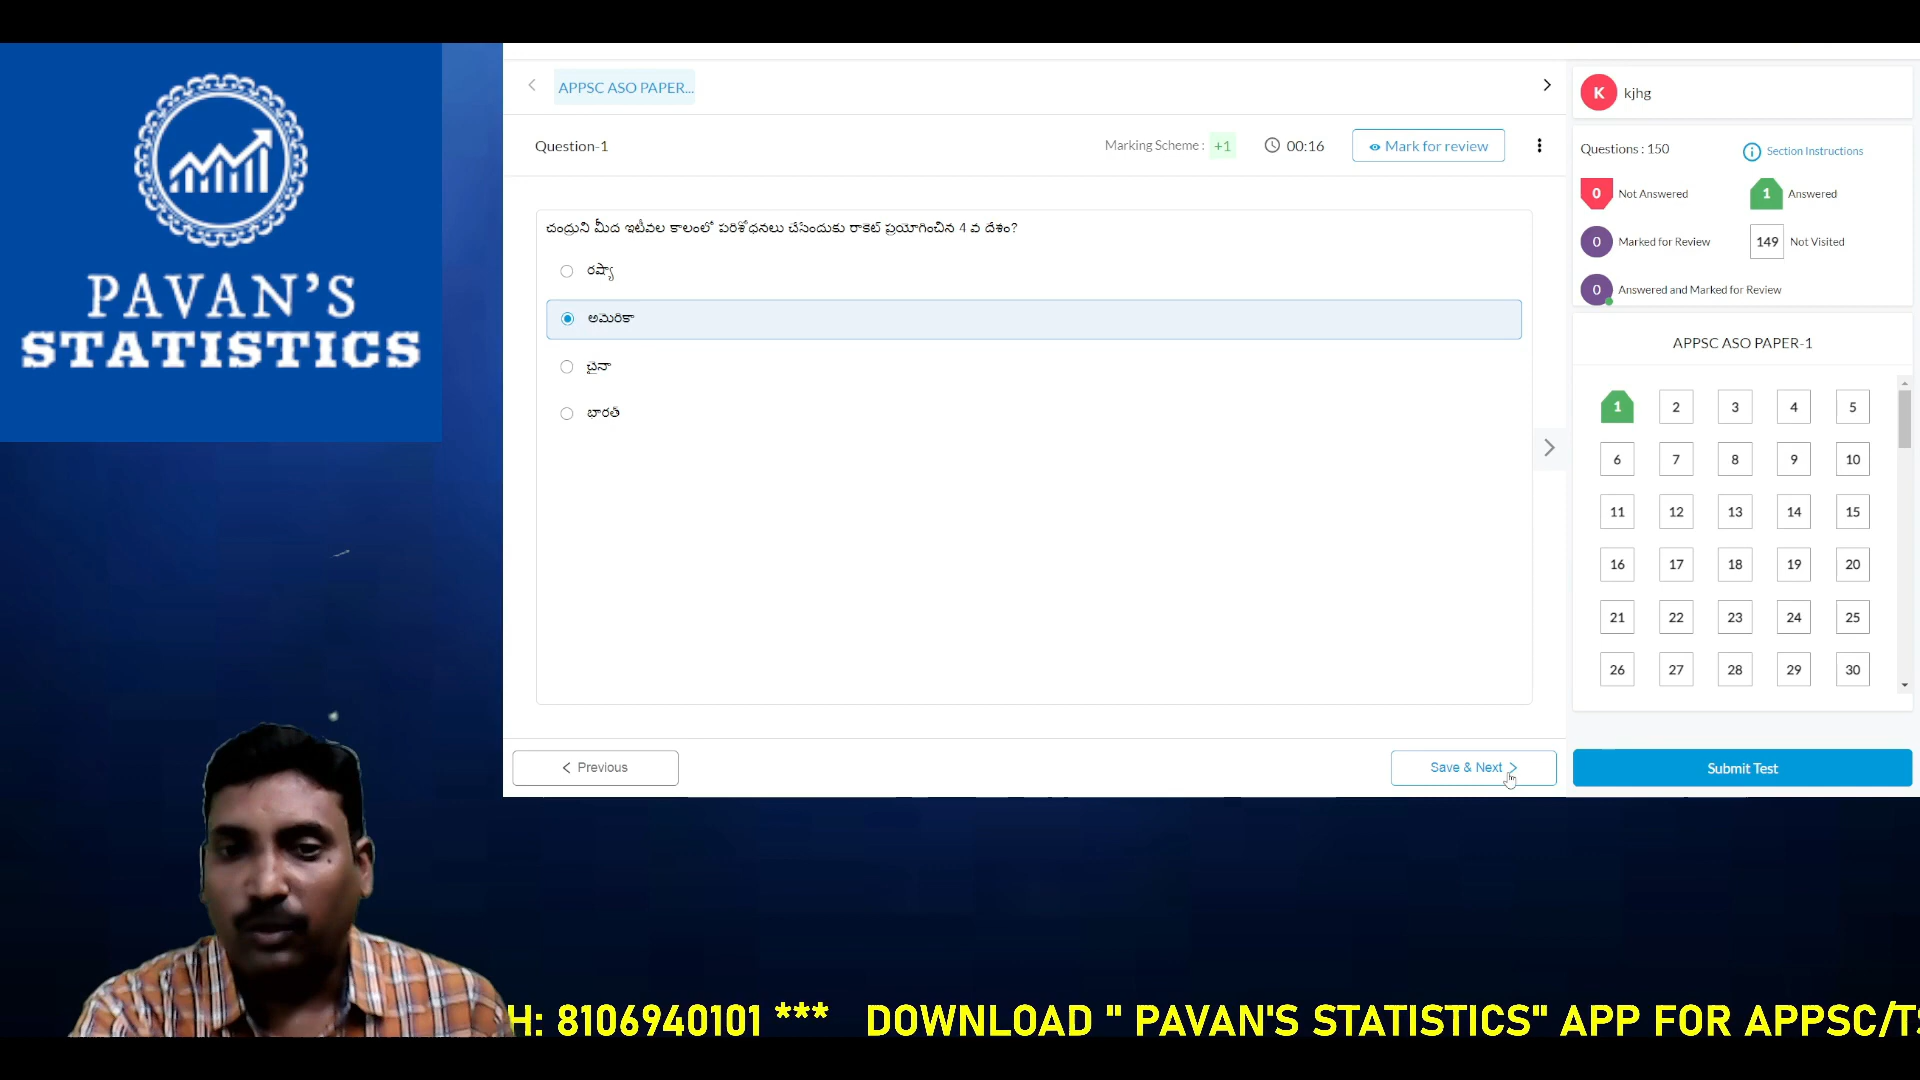 PAVAN'S
STATISTICS
APPSC ASO PAPER...
Question-1
Marking Scheme : +1
00:16
Mark for review
చంద్రుని మీద ఇటీవల కాలంలో పరిశోధనలు చేసేందుకు రాకెట్ ప్రయోగించిన 4 వ దేశం?
రష్యా
అమెరికా
చైనా
భారత్
Previous
Save & Next
K kjhg
Questions : 150
Section Instructions
0 Not Answered
1 Answered
0 Marked for Review
149 Not Visited
0 Answered and Marked for Review
APPSC ASO PAPER-1
1 2 3 4 5
6 7 8 9 10
11 12 13 14 15
16 17 18 19 20
21 22 23 24 25
26 27 28 29 30
Submit Test
H: 8106940101 *** DOWNLOAD " PAVAN'S STATISTICS" APP FOR APPSC/TS